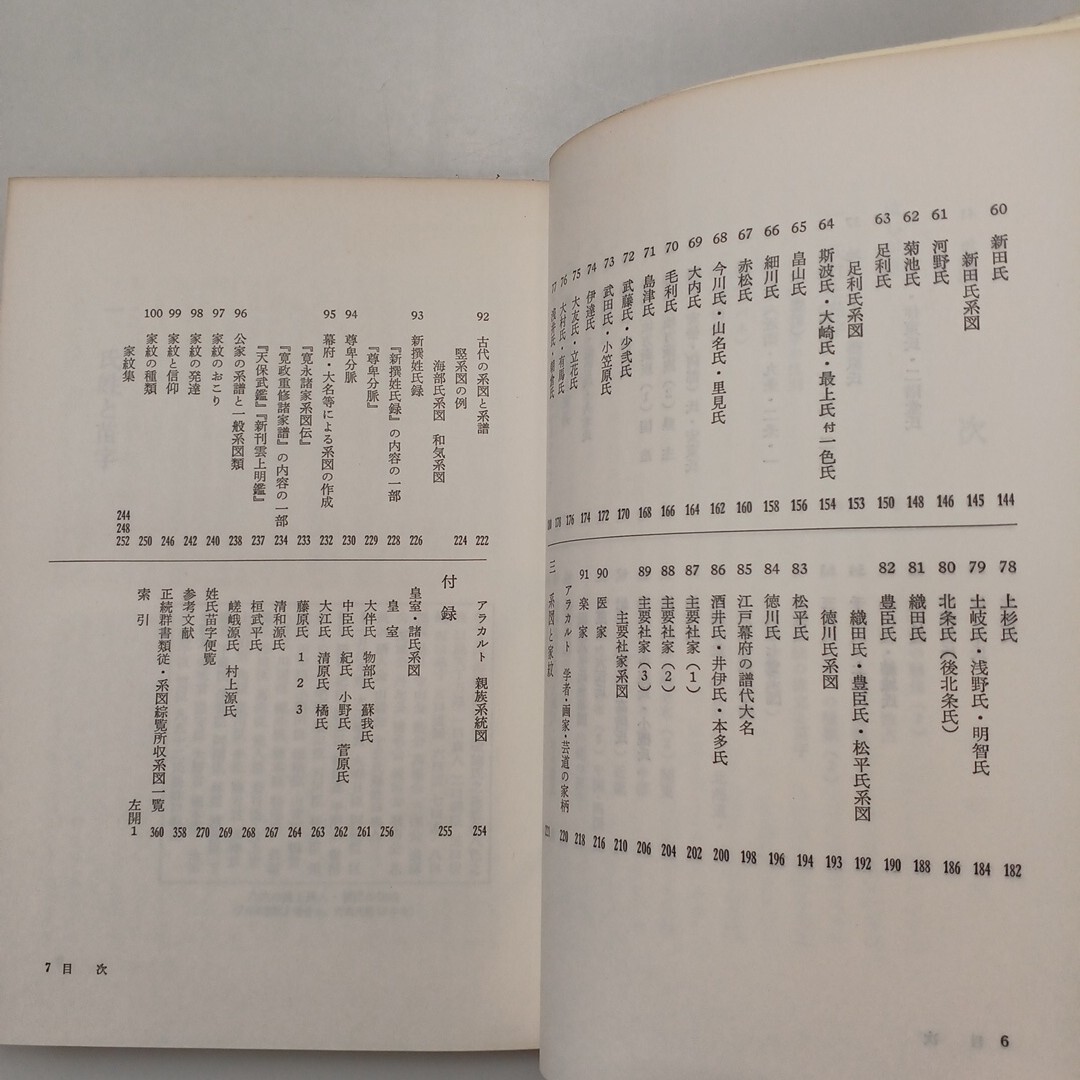 60 新田氏 144
新田氏系図 145
61 河野氏 146
62 菊池氏 148
63 足利氏 150
足利氏系図 153
64 斯波氏・大崎氏・最上氏 付一色氏 154
65 畠山氏 156
66 細川氏 158
67 赤松氏 160
68 今川氏・山名氏・里見氏 162
69 大内氏 164
70 毛利氏 166
71 島津氏 168
72 武藤氏・少弐氏 170
73 武田氏・小笠原氏 172
74 伊達氏 174
75 大友氏・立花氏 176
76 大村氏・有馬氏 178
77
78 上杉氏 182
79 土岐氏・浅野氏・明智氏 184
80 北条氏(後北条氏) 186
81 織田氏 188
82 豊臣氏 190
織田氏・豊臣氏・松平氏系図 192
徳川氏系図 193
83 松平氏 194
84 徳川氏 196
85 江戸幕府の譜代大名 198
86 酒井氏・井伊氏・本多氏 200
87 主要社家(1) 202
88 主要社家(2) 204
89 主要社家(3) 206
主要社家系図 210
90 医家 216
91 楽家 218
アラカルト 学者・画家・芸道の家柄 220
三 系図と家紋 221
6
92 古代の系図と系譜 222
竪系図の例 224
海部氏系図 和気系図
93 新撰姓氏録 226
『新撰姓氏録』の内容の一部 228
『尊卑分脈』 229
94 尊卑分脈 230
95 幕府・大名等による系図の作成 232
『寛永諸家系図伝』 233
『寛政重修諸家譜』の内容の一部 234
『天保武鑑』『新刊雲上明鑑』 237
96 公家の系譜と一般系図類 238
97 家紋のおこり 240
98 家紋の発達 242
99 家紋と信仰 246
100 家紋の種類 250
家紋集 244 248 252
アラカルト 親族系統図 254
付録 255
皇室・諸氏系図
皇室 256
大伴氏 物部氏 蘇我氏 261
中臣氏 紀氏 小野氏 菅原氏 262
大江氏 清原氏 橘氏 263
藤原氏 1 2 3 264
清和源氏 267
桓武平氏 268
嵯峨源氏 村上源氏 269
姓氏苗字便覧 270
参考文献 358
正続群書類従・系図綜覧所収系図一覧 360
索引 左開1
7 目次